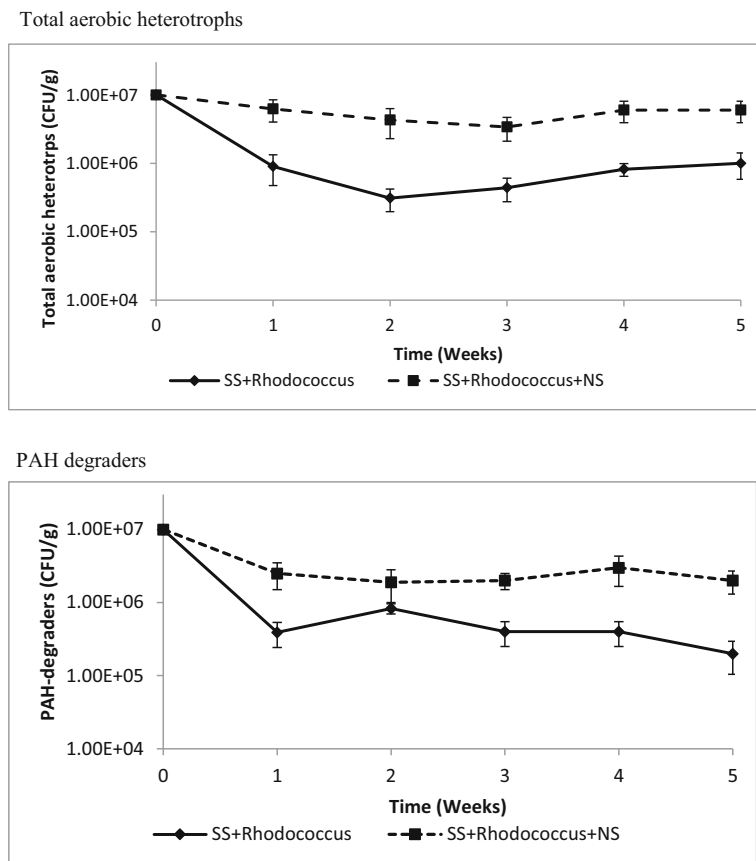 Total aerobic heterotrophs
Total aerobic heterotrps (CFU/g)
1.00E+07
1.00E+06
1.00E+05
1.00E+04
0 1 2 3 4 5
Time (Weeks)
SS+Rhodococcus SS+Rhodococcus+NS
PAH degraders
PAH-degraders (CFU/g)
1.00E+07
1.00E+06
1.00E+05
1.00E+04
0 1 2 3 4 5
Time (Weeks)
SS+Rhodococcus SS+Rhodococcus+NS